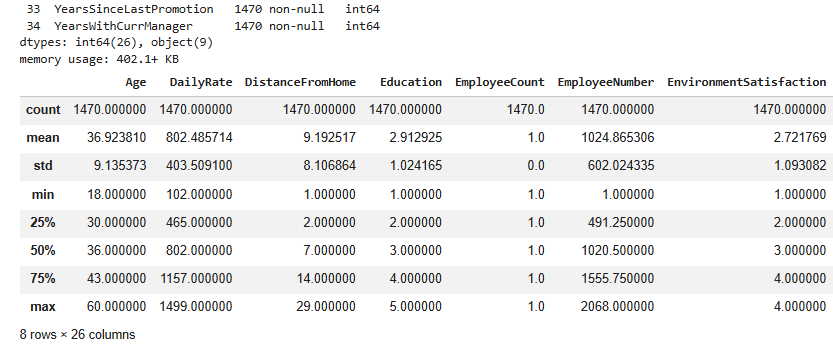 33 YearsSinceLastPromotion 1470 non-null int64
34 YearsWithCurrManager 1470 non-null int64
dtypes: int64(26), object(9)
memory usage: 402.1+ KB
Age DailyRate DistanceFromHome Education EmployeeCount EmployeeNumber EnvironmentSatisfaction
count 1470.000000 1470.000000 1470.000000 1470.000000 1470.0 1470.000000 1470.000000
mean 36.923810 802.485714 9.192517 2.912925 1.0 1024.865306 2.721769
std 9.135373 403.509100 8.106864 1.024165 0.0 602.024335 1.093082
min 18.000000 102.000000 1.000000 1.000000 1.0 1.000000 1.000000
25% 30.000000 465.000000 2.000000 2.000000 1.0 491.250000 2.000000
50% 36.000000 802.000000 7.000000 3.000000 1.0 1020.500000 3.000000
75% 43.000000 1157.000000 14.000000 4.000000 1.0 1555.750000 4.000000
max 60.000000 1499.000000 29.000000 5.000000 1.0 2068.000000 4.000000
8 rows × 26 columns